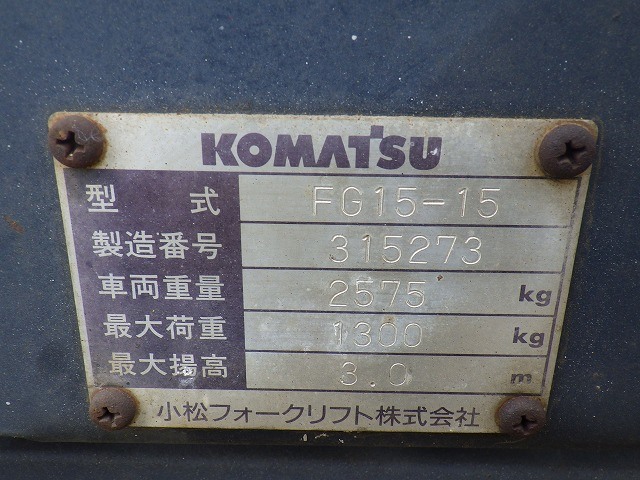 KOMATSU
型式 FG15-15
製造番号 315273
車両重量 2575 kg
最大荷重 1300 kg
最大揚高 3.0 m
小松フォークリフト株式会社